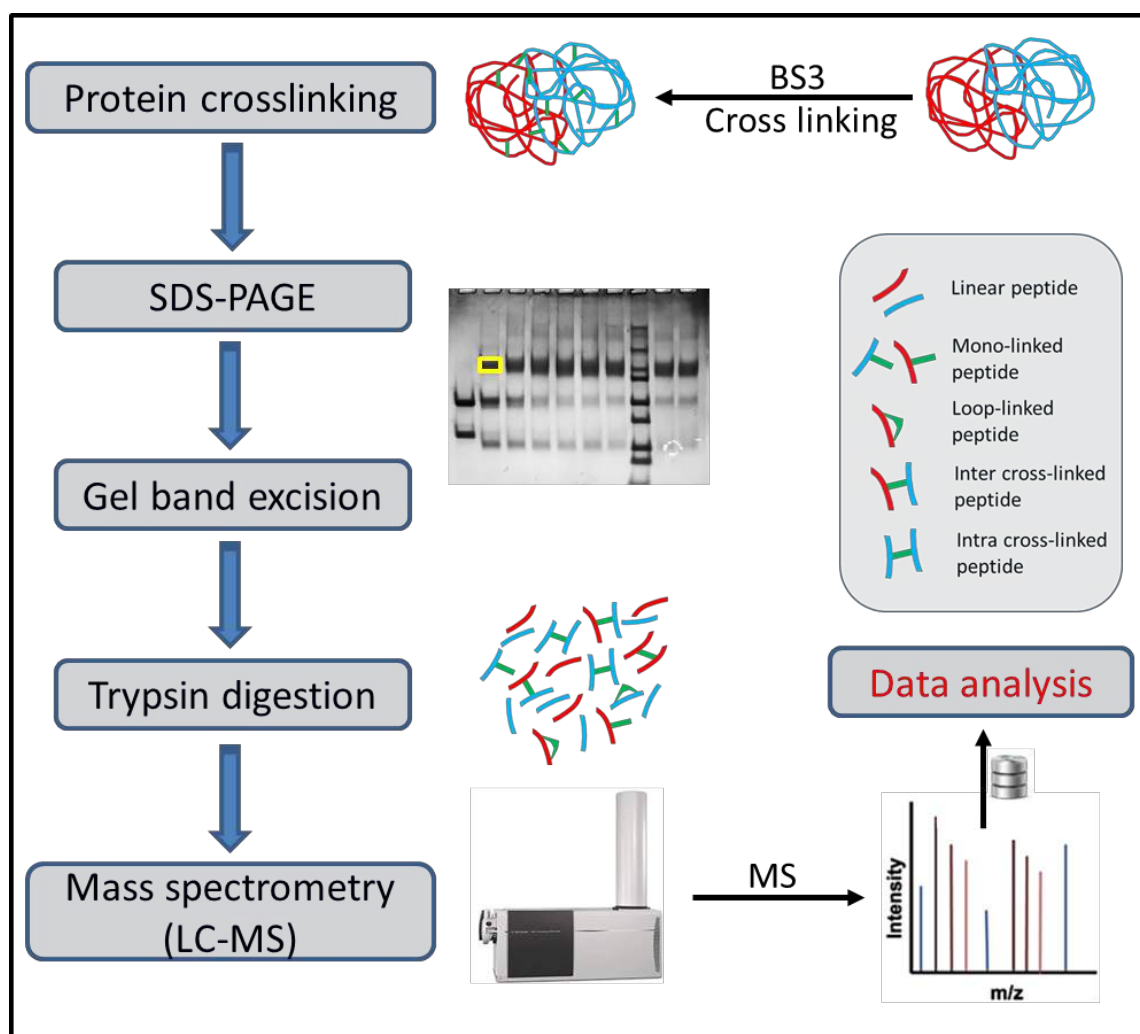 Protein crosslinking
BS3
Cross linking
SDS-PAGE
Linear peptide
Mono-linked
peptide
Loop-linked
peptide
Inter cross-linked
peptide
Intra cross-linked
peptide
Gel band excision
Trypsin digestion
Data analysis
Mass spectrometry
(LC-MS)
MS
Intensity
m/z